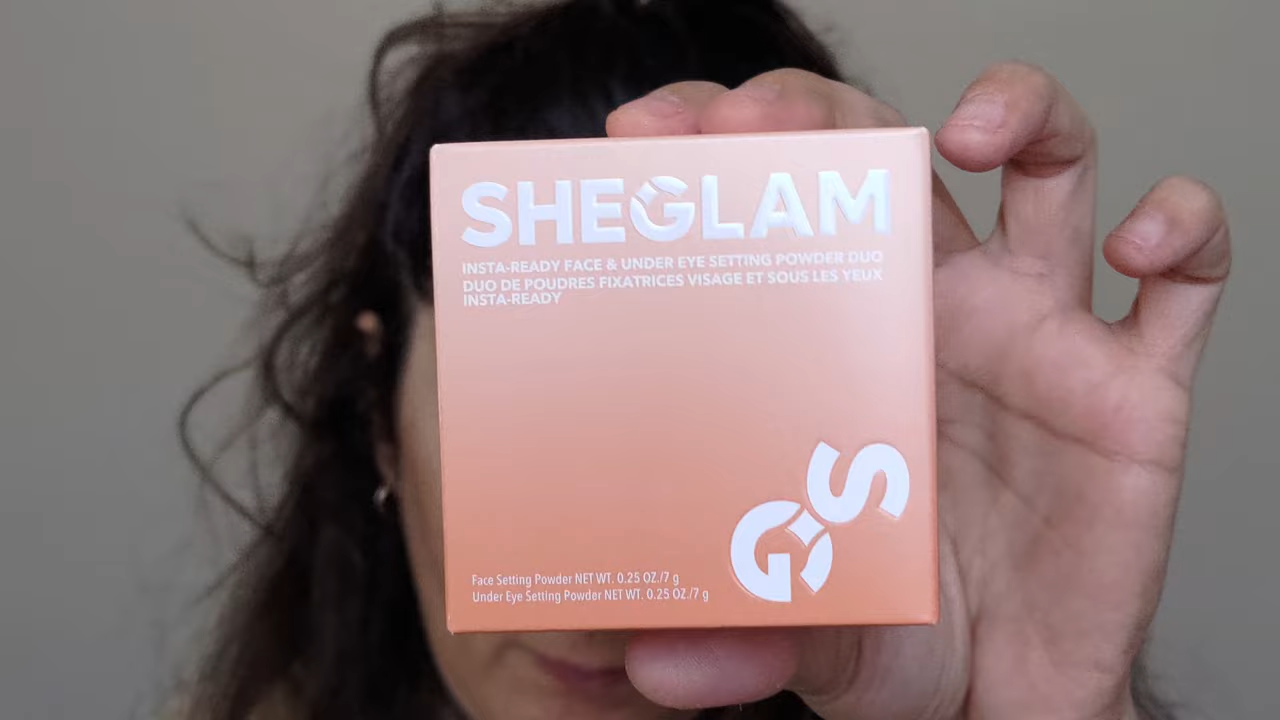 SHEGLAM
INSTA-READY FACE & UNDER EYE SETTING POWDER DUO
DUO DE POUDRES FIXATRICES VISAGE ET SOUS LES YEUX
INSTA-READY
GS
Face Setting Powder NET WT. 0.25 OZ./7 g
Under Eye Setting Powder NET WT. 0.25 OZ./7 g